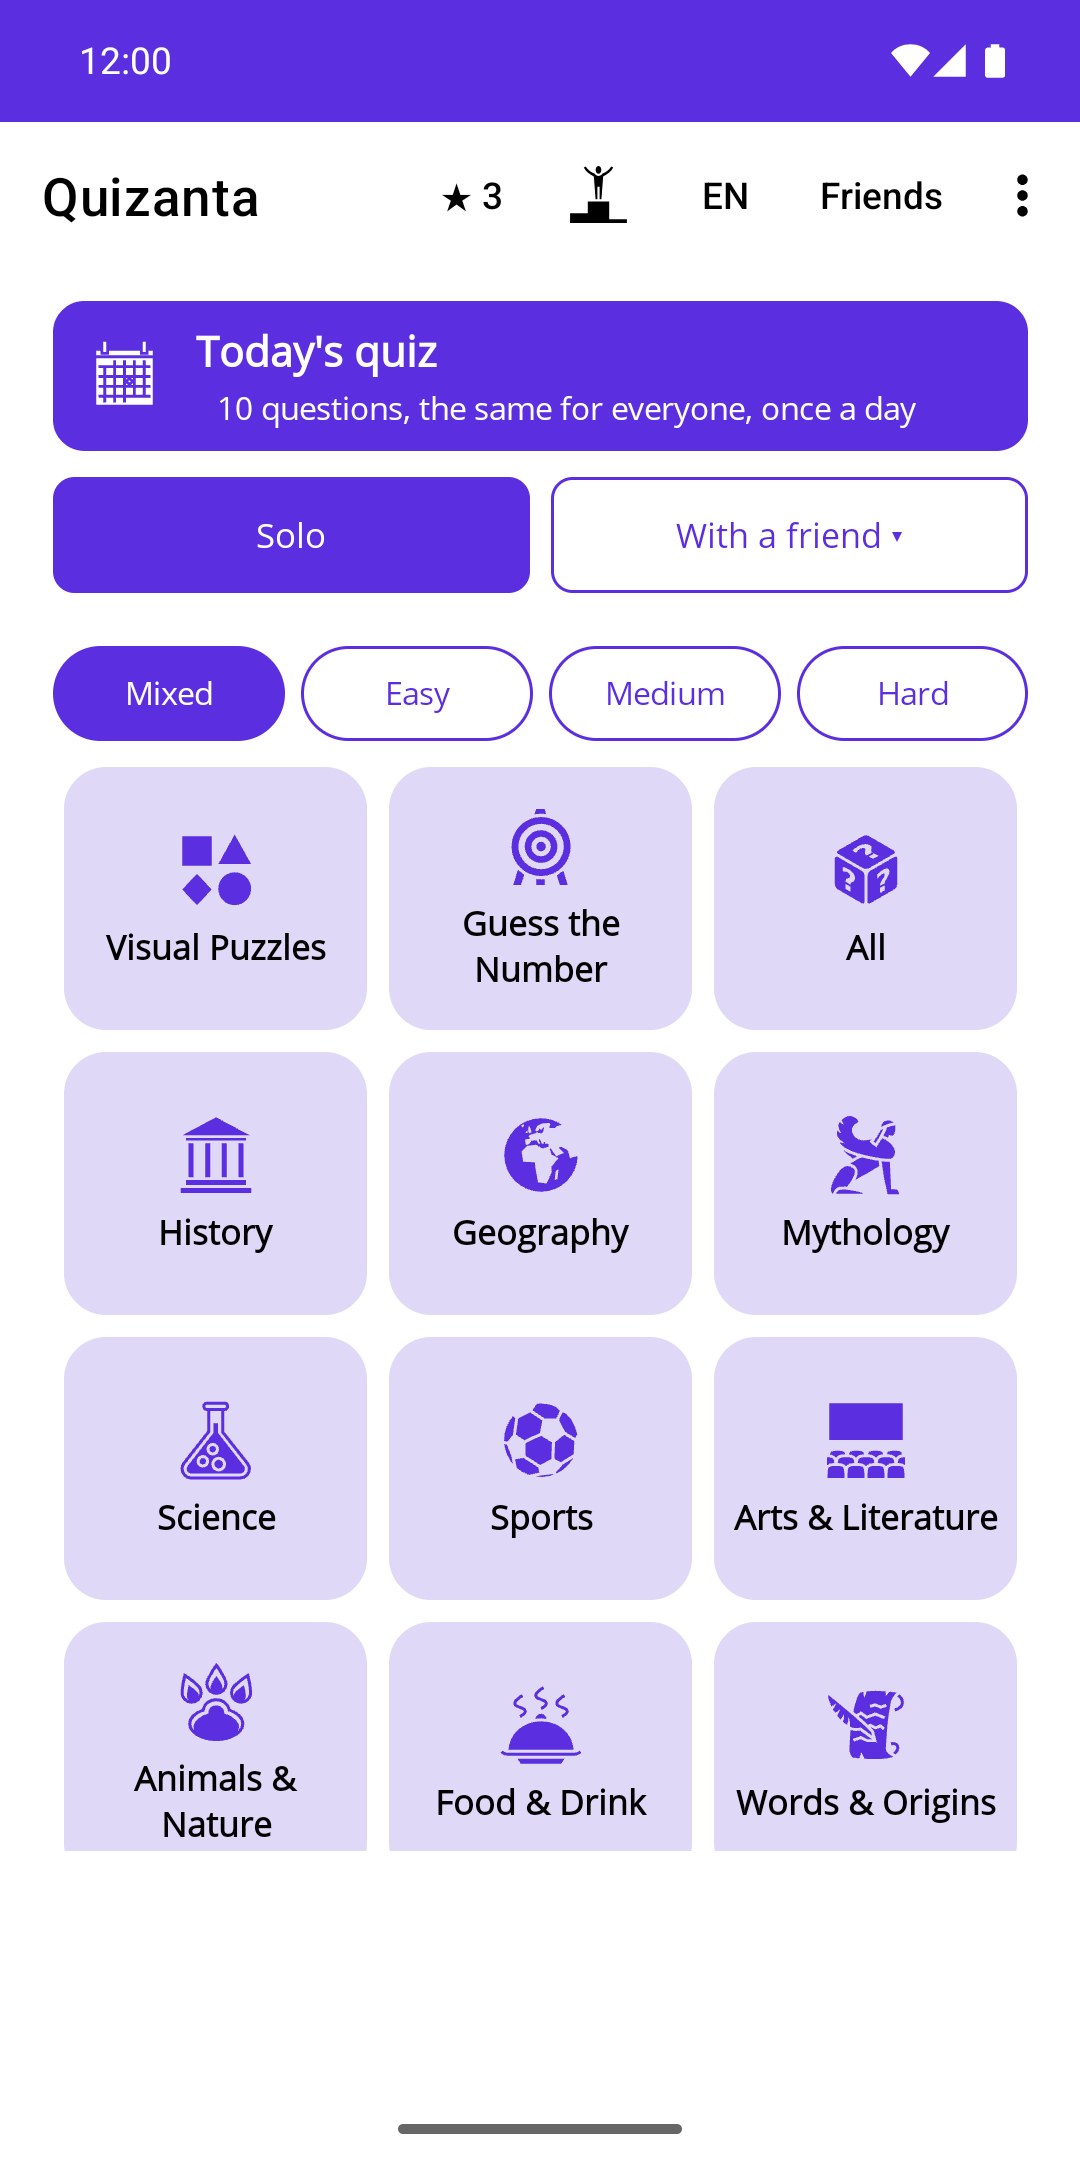 12:00
Quizanta
★ 3
EN
Friends
Today's quiz
10 questions, the same for everyone, once a day
Solo
With a friend ▾
Mixed
Easy
Medium
Hard
Visual Puzzles
Guess the
Number
All
History
Geography
Mythology
Science
Sports
Arts & Literature
Animals &
Nature
Food & Drink
Words & Origins